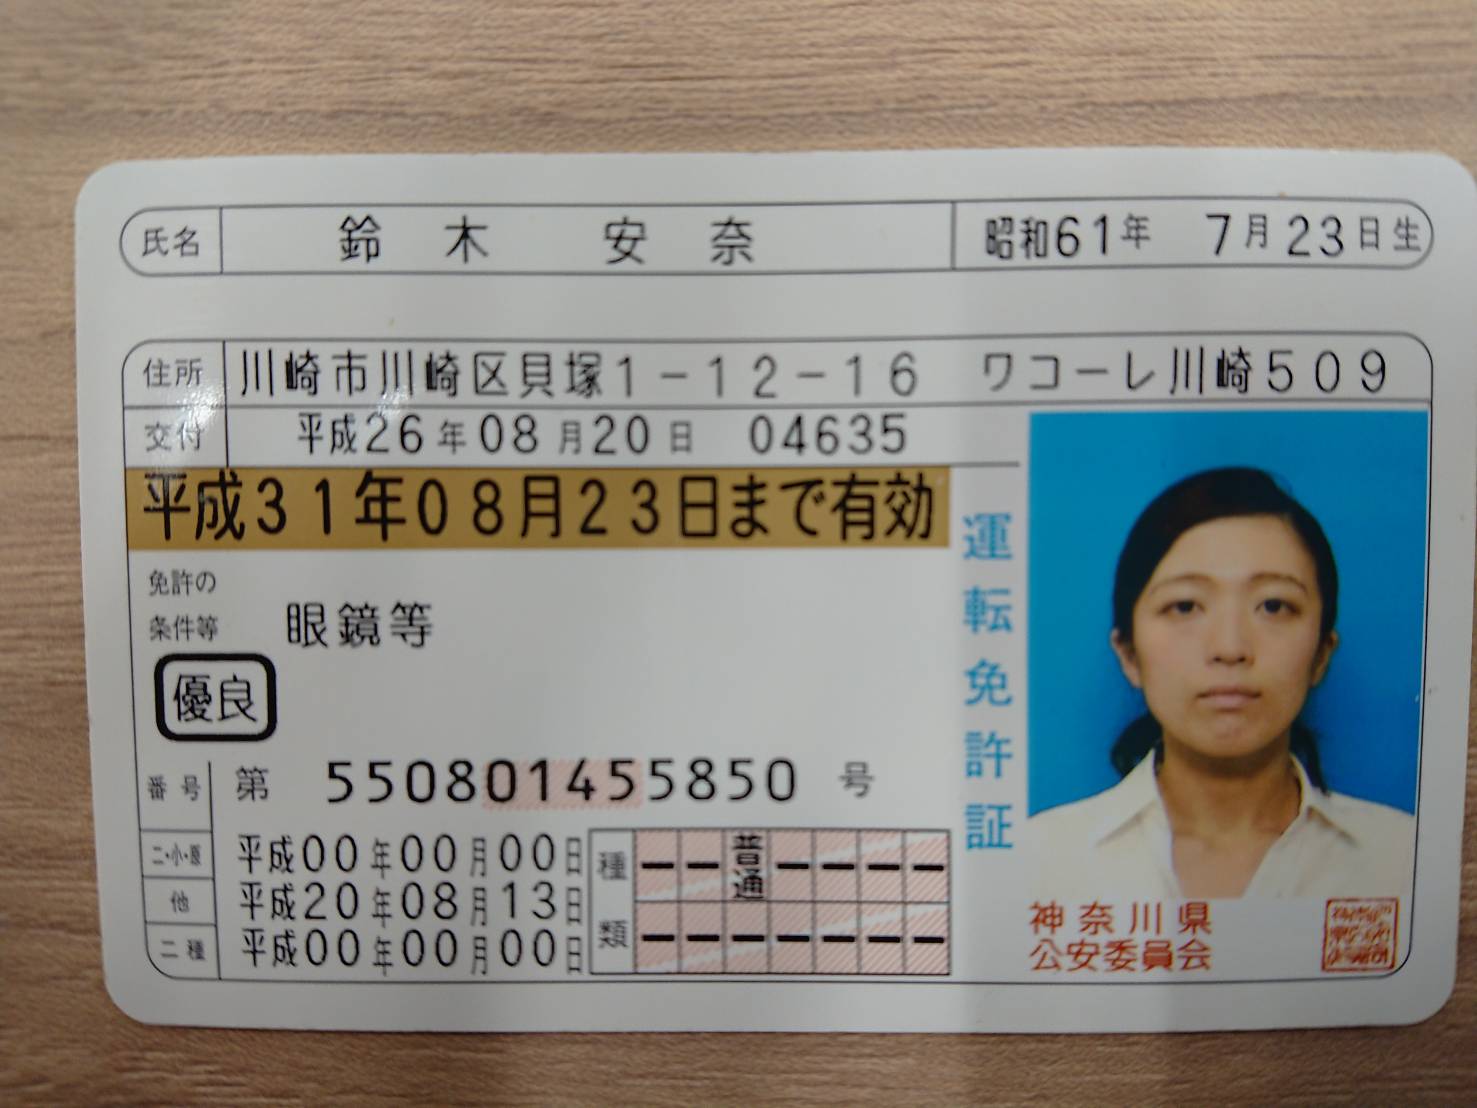 氏名 鈴木 安奈 昭和61年 7月23日生
住所 川崎市川崎区貝塚1-12-16 ワコーレ川崎509
交付 平成26年08月20日 04635
平成31年08月23日まで有効
免許の
条件等 眼鏡等
優良
番号 第 550801455850 号
二・小・原 平成00年00月00日
他 平成20年08月13日
二種 平成00年00月00日
種類
普通
運転免許証
神奈川県
公安委員会